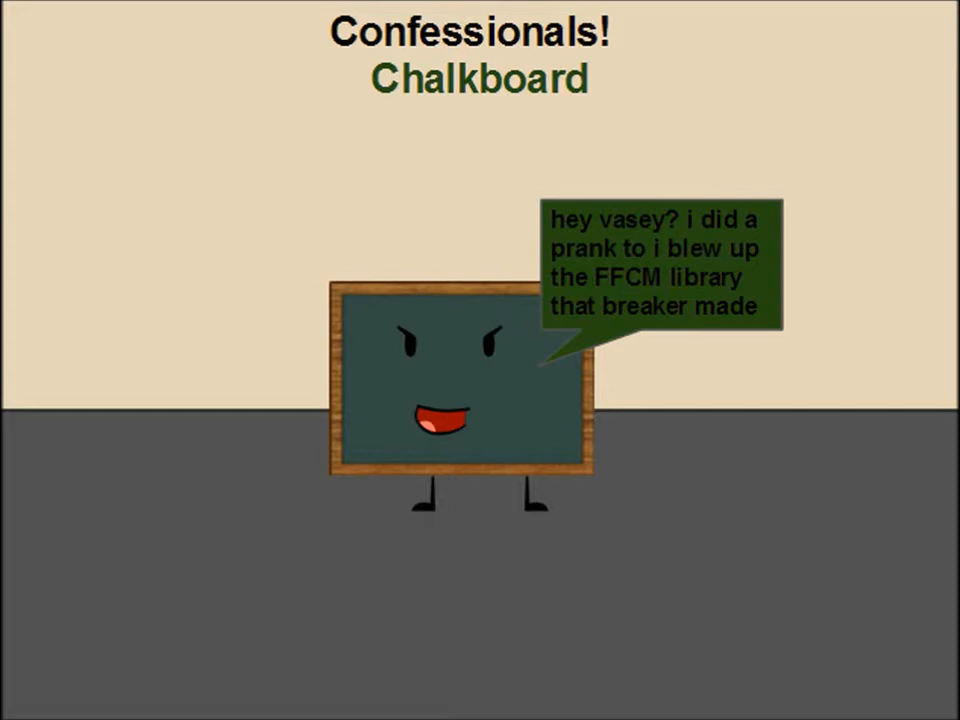 Confessionals!
Chalkboard
hey vasey? i did a
prank to i blew up
the FFCM library
that breaker made